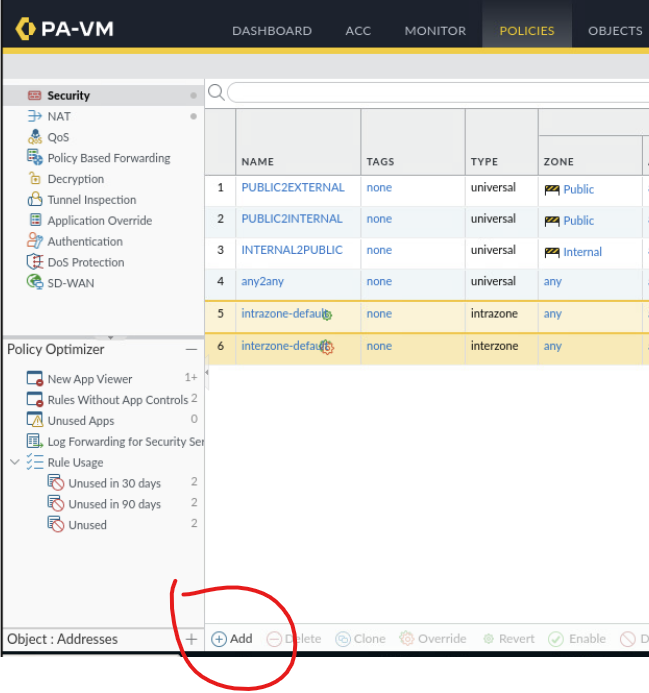 PA-VM
DASHBOARD ACC MONITOR POLICIES OBJECTS
Security
NAT
QoS
Policy Based Forwarding
Decryption
Tunnel Inspection
Application Override
Authentication
DoS Protection
SD-WAN
Policy Optimizer
New App Viewer 1+
Rules Without App Controls 2
Unused Apps 0
Log Forwarding for Security Ser
Rule Usage
Unused in 30 days 2
Unused in 90 days 2
Unused 2
Object : Addresses
NAME TAGS TYPE ZONE
1 PUBLIC2EXTERNAL none universal Public
2 PUBLIC2INTERNAL none universal Public
3 INTERNAL2PUBLIC none universal Internal
4 any2any none universal any
5 intrazone-default none intrazone any
6 interzone-default none interzone any
Add Delete Clone Override Revert Enable D